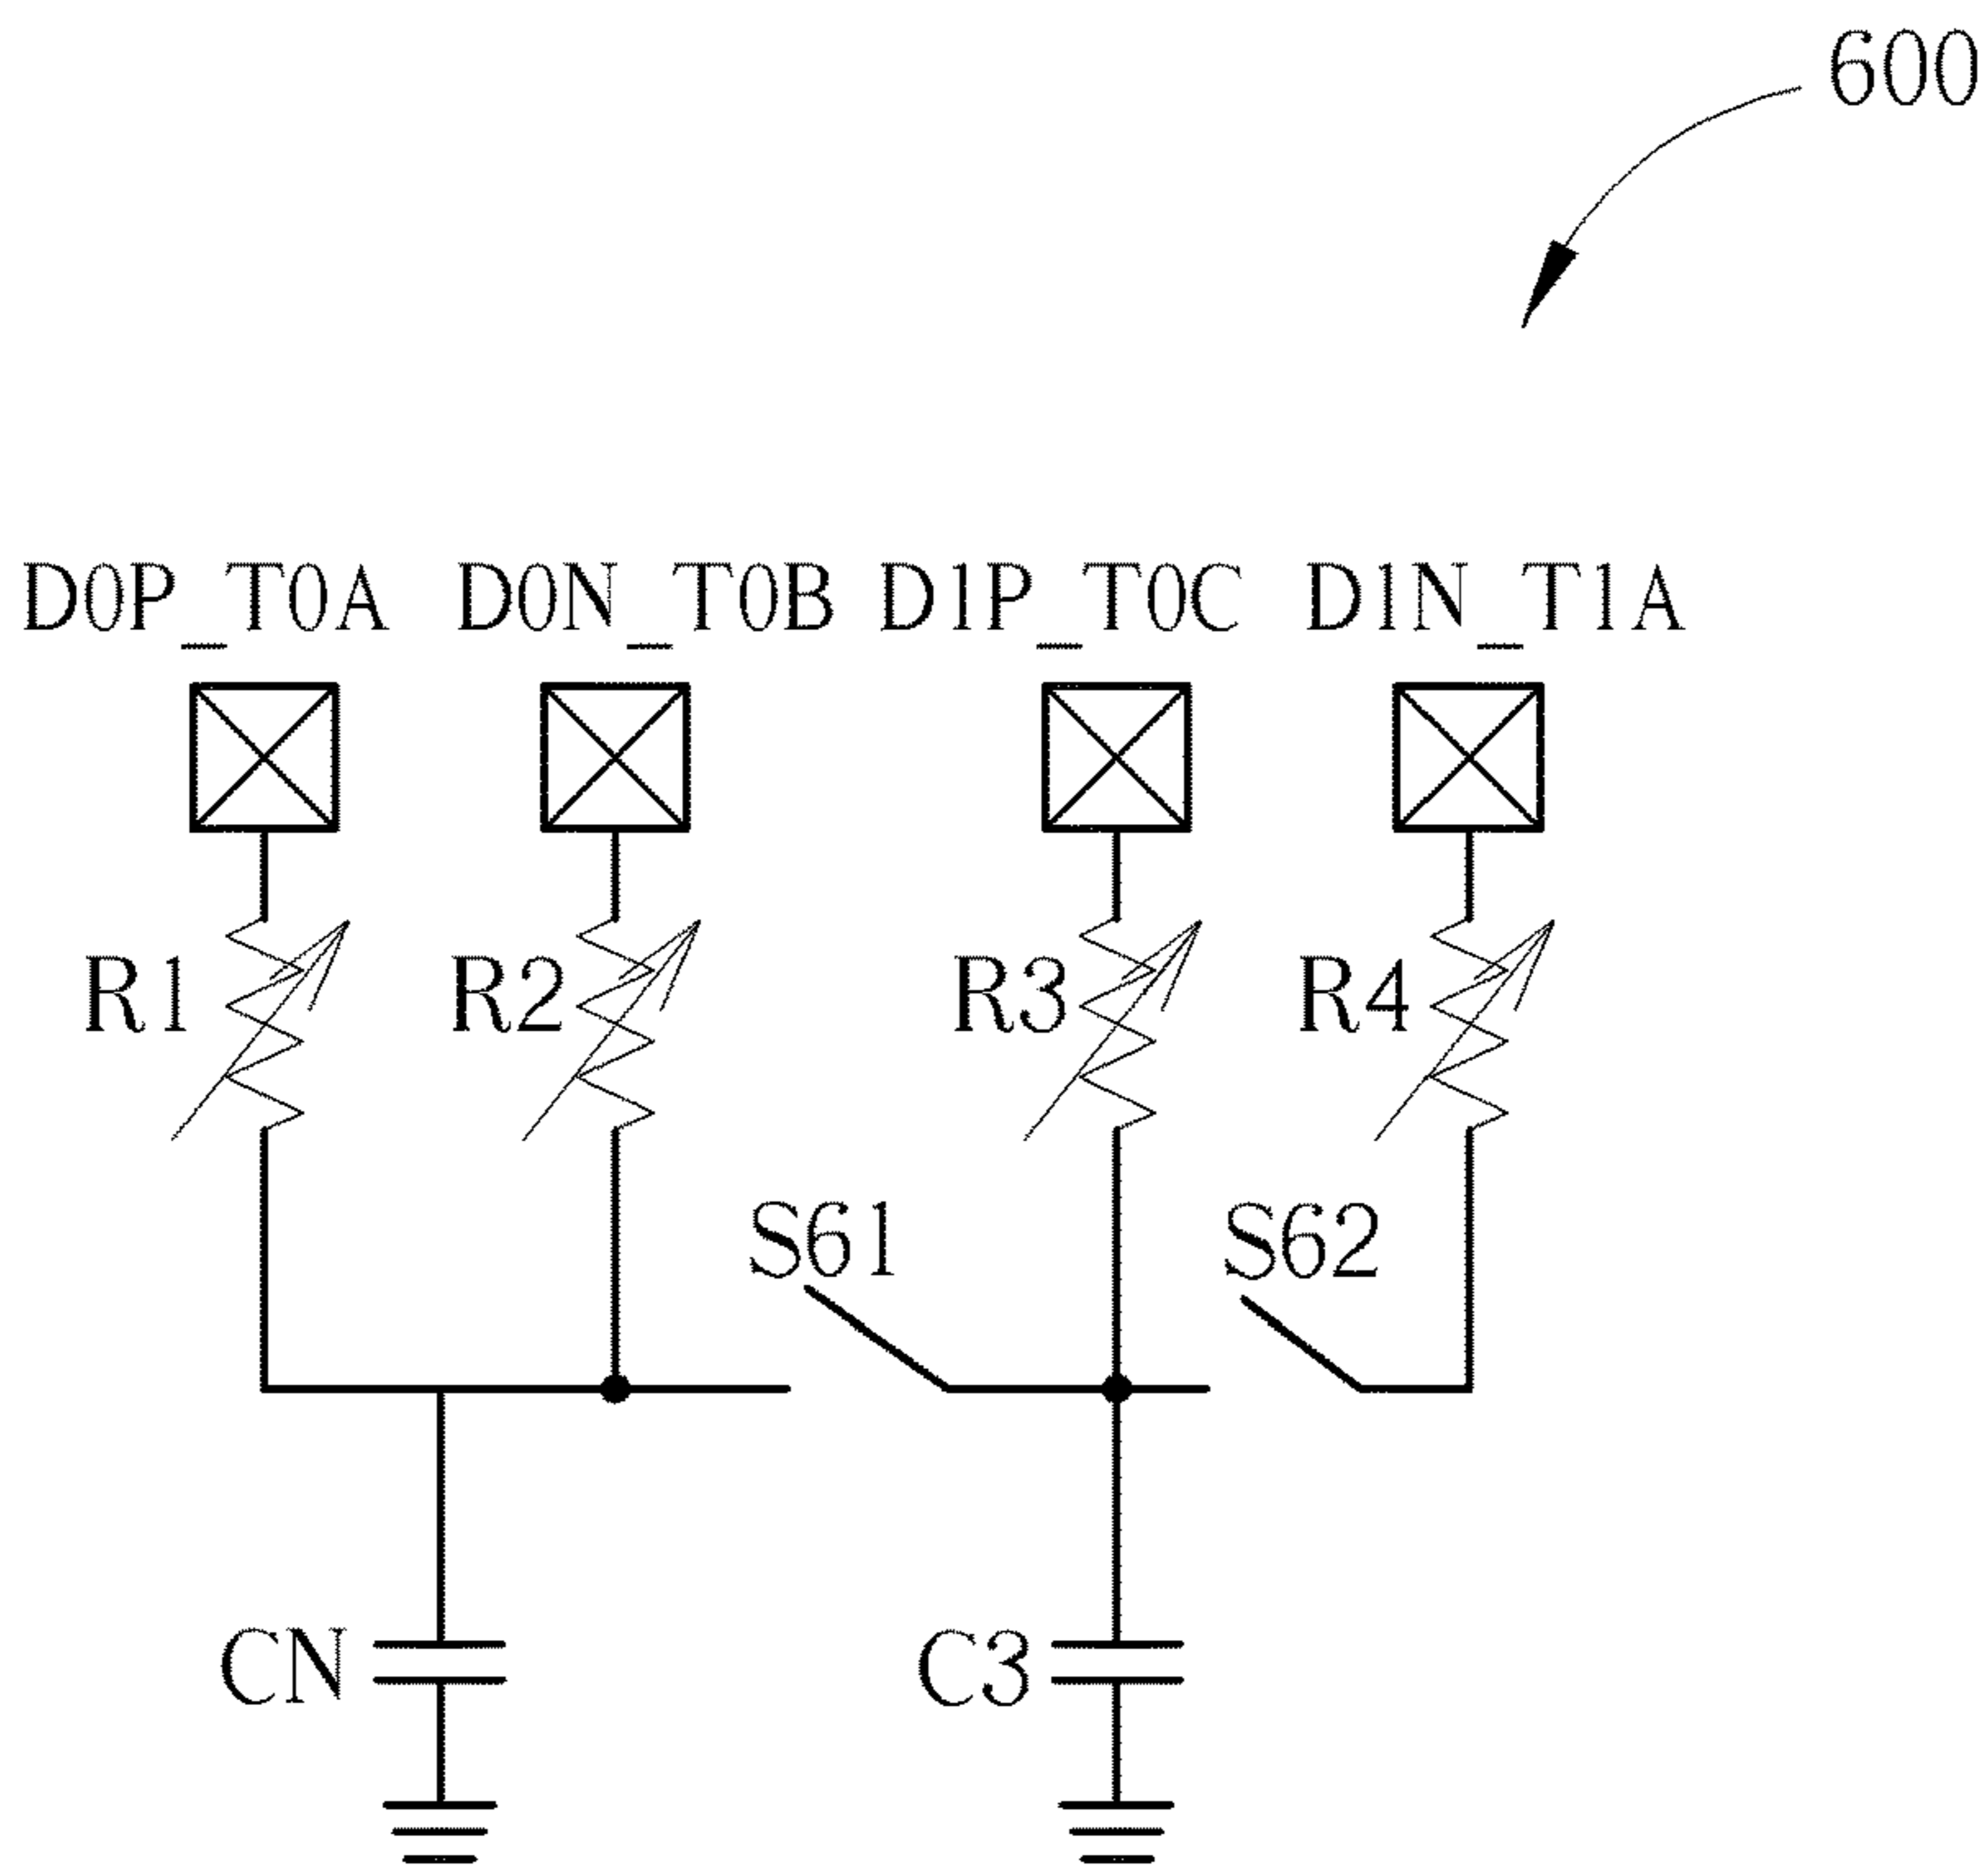 600
D0P_T0A D0N_T0B D1P_T0C D1N_T1A
R1 R2 R3 R4
S61 S62
CN C3